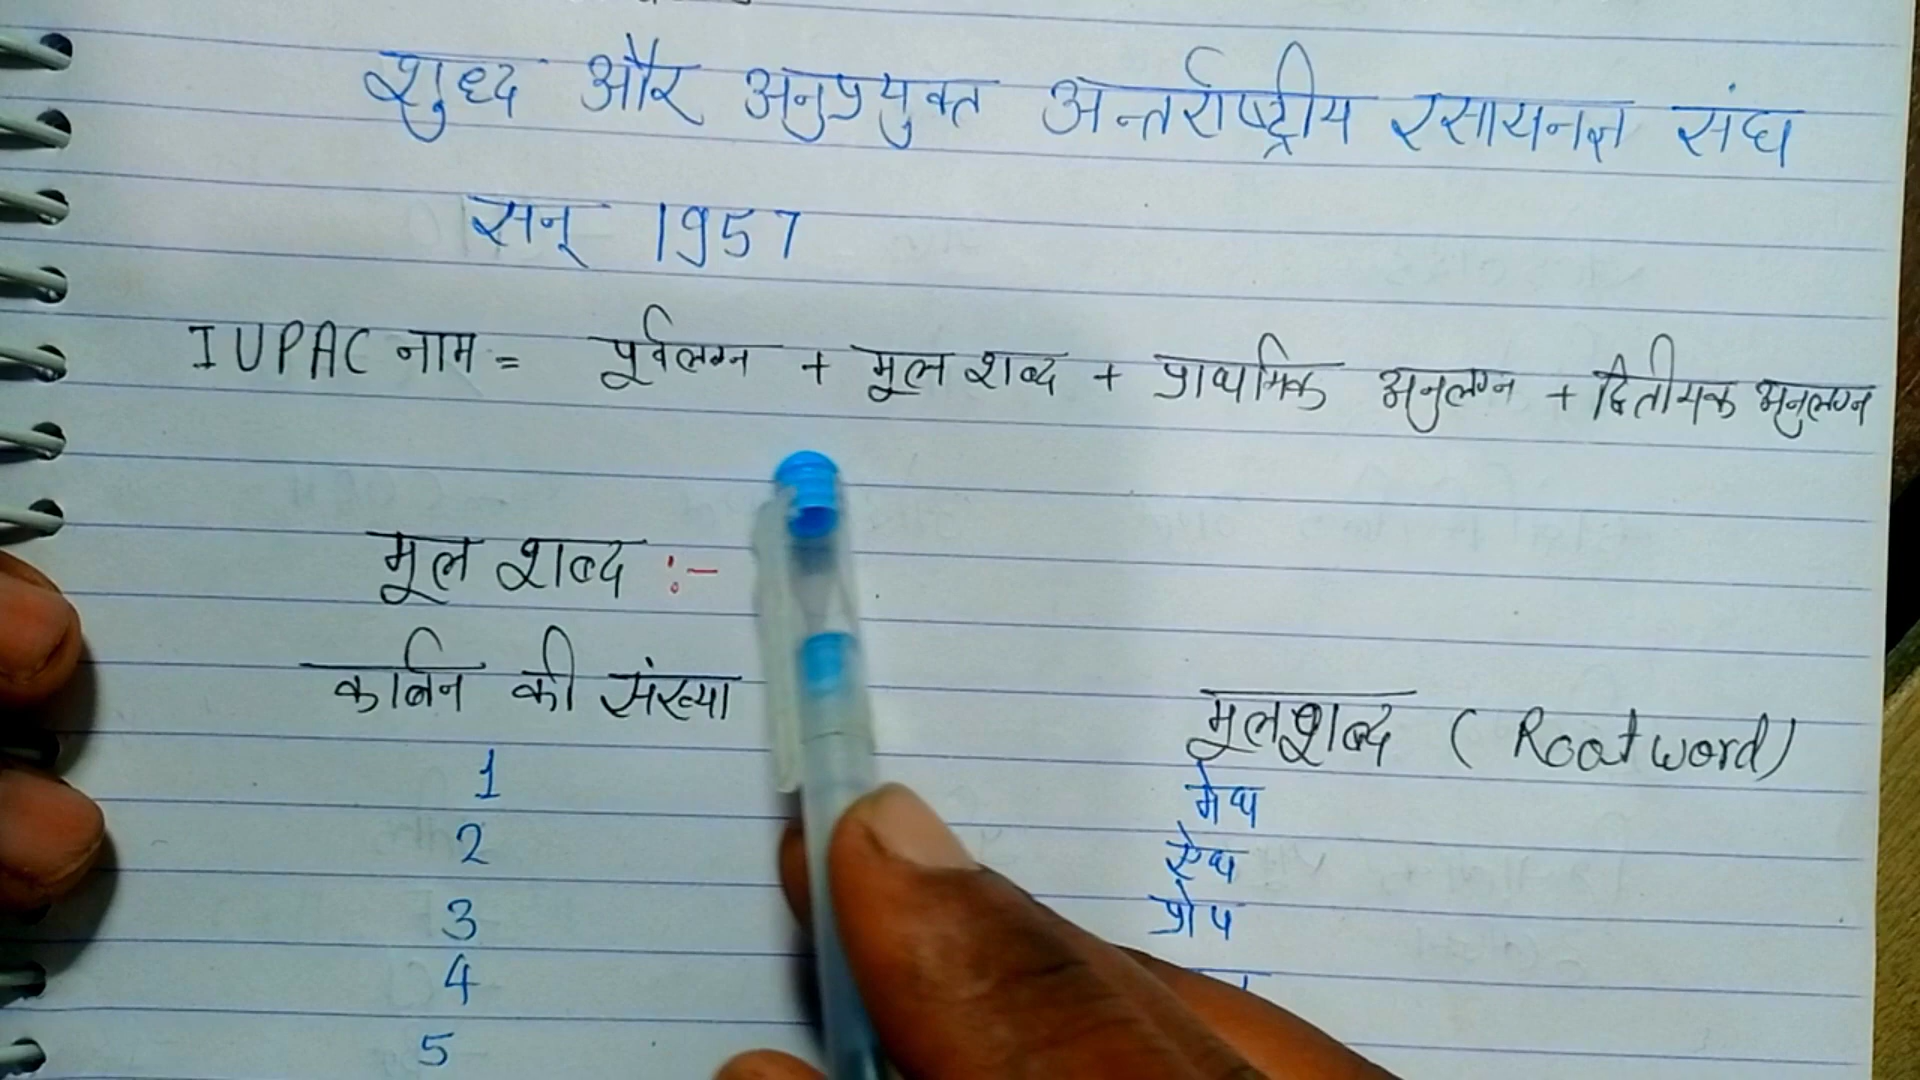 शुध्द और अनुप्रयुक्त अन्तर्राष्ट्रीय रसायनज्ञ संघ
सन् 1957
IUPAC नाम = पूर्वलग्न + मूल शब्द + प्राथमिक अनुलग्न + द्वितीयक अनुलग्न
मूल शब्द :-
कार्बन की संख्या मूलशब्द (Root word)
1 मेथ
2 ऐथ
3 प्रोप
4
5